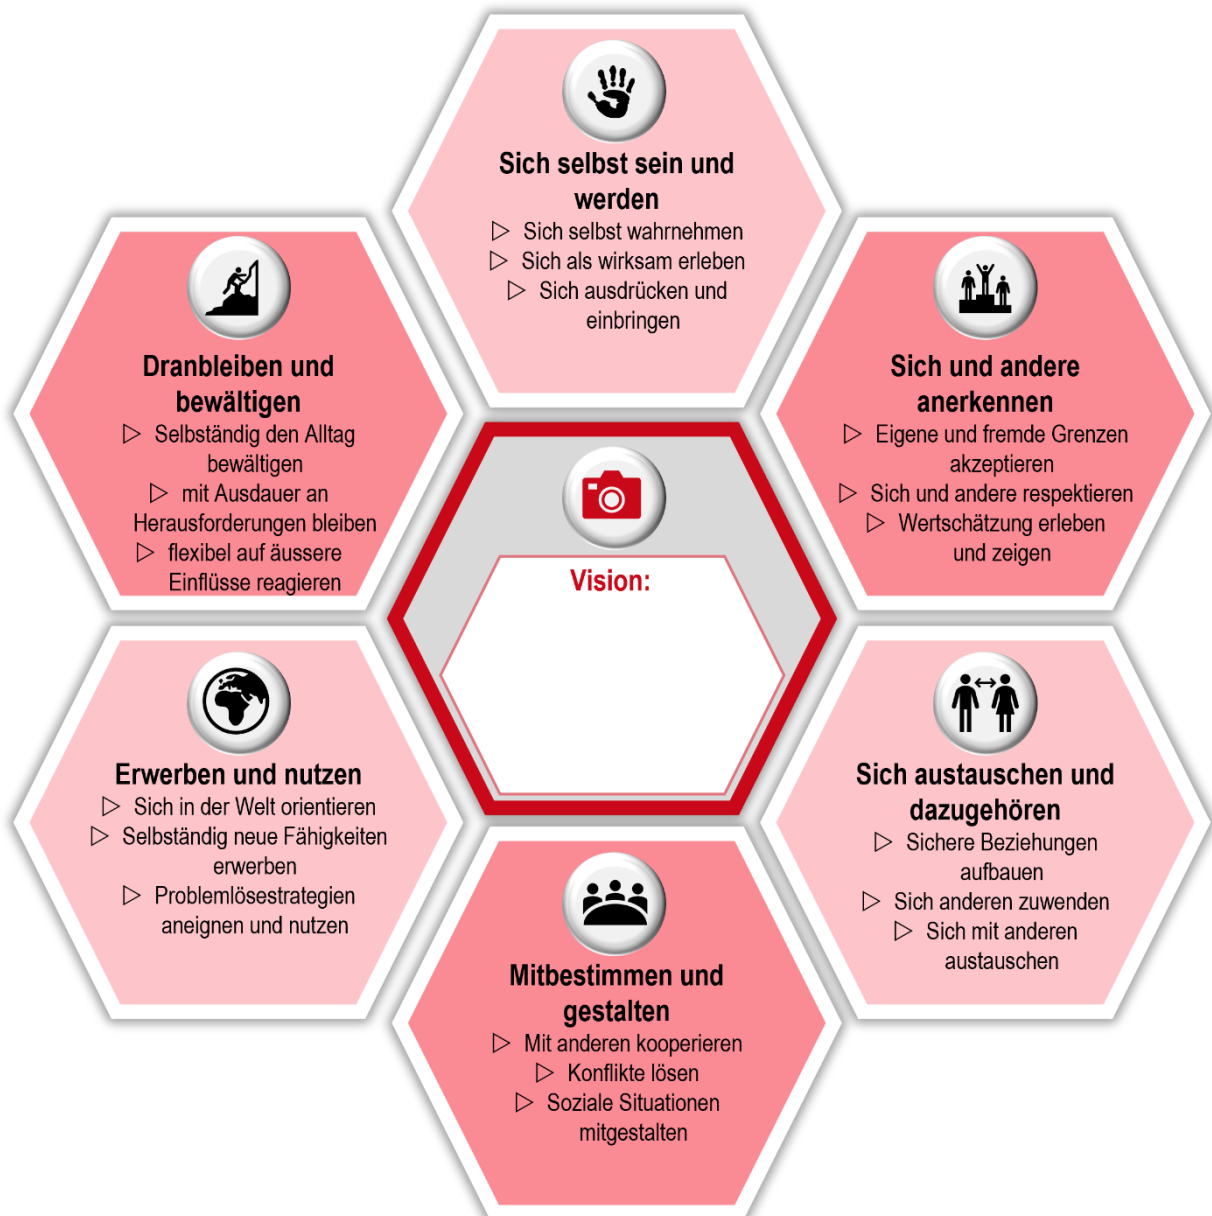 Sich selbst sein und
werden
▷ Sich selbst wahrnehmen
▷ Sich als wirksam erleben
▷ Sich ausdrücken und
einbringen
Dranbleiben und
bewältigen
▷ Selbständig den Alltag
bewältigen
▷ mit Ausdauer an
Herausforderungen bleiben
▷ flexibel auf äussere
Einflüsse reagieren
Sich und andere
anerkennen
▷ Eigene und fremde Grenzen
akzeptieren
▷ Sich und andere respektieren
▷ Wertschätzung erleben
und zeigen
Vision:
Erwerben und nutzen
▷ Sich in der Welt orientieren
▷ Selbständig neue Fähigkeiten
erwerben
▷ Problemlösestrategien
aneignen und nutzen
Sich austauschen und
dazugehören
▷ Sichere Beziehungen
aufbauen
▷ Sich anderen zuwenden
▷ Sich mit anderen
austauschen
Mitbestimmen und
gestalten
▷ Mit anderen kooperieren
▷ Konflikte lösen
▷ Soziale Situationen
mitgestalten